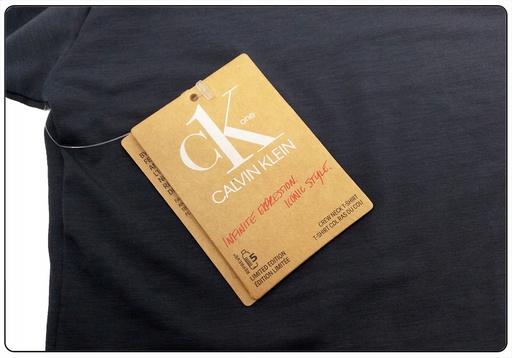 CK one
CALVIN KLEIN
INFINITE EXPRESSION.
ICONIC STYLE.
5
LIMITED EDITION
ÉDITION LIMITÉE
CREW NECK T-SHIRT
T-SHIRT COL RAS DU COU